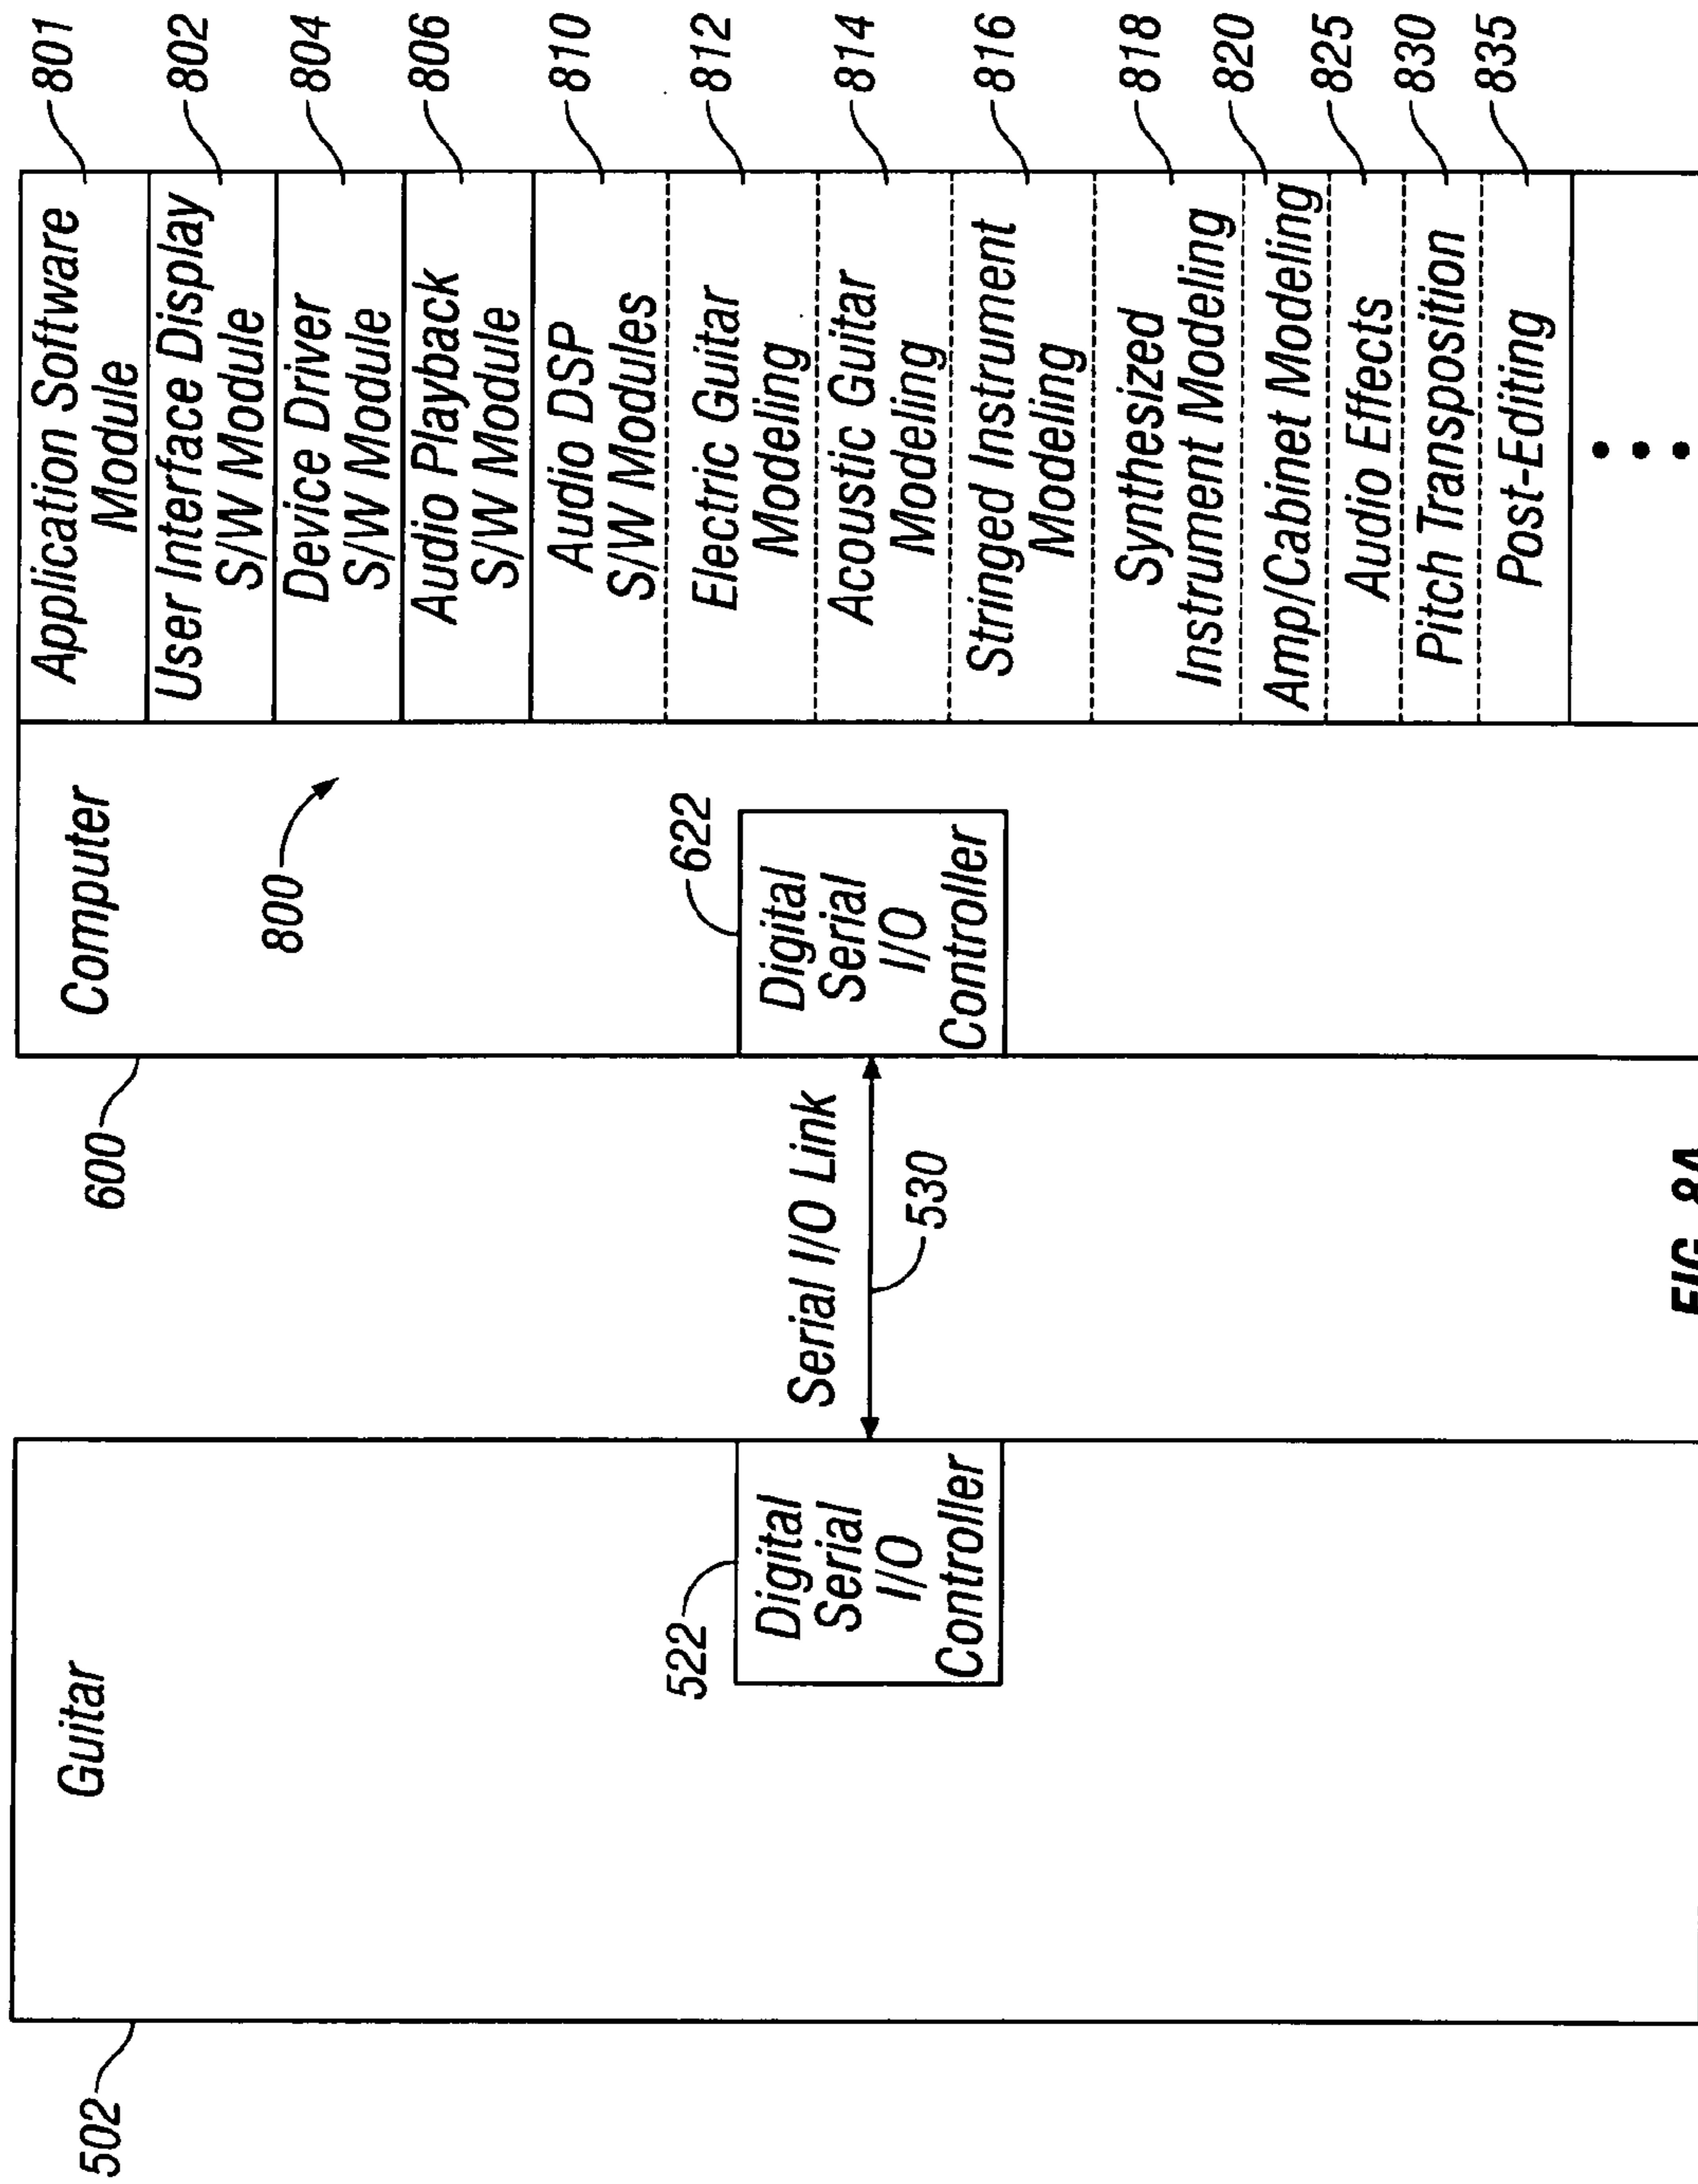 502
Guitar
522
Digital
Serial
I/O
Controller
Serial I/O Link
530
600
Computer
800
622
Digital
Serial
I/O
Controller
Application Software
Module
801
User Interface Display
S/W Module
802
Device Driver
S/W Module
804
Audio Playback
S/W Module
806
Audio DSP
S/W Modules
810
Electric Guitar
Modeling
812
Acoustic Guitar
Modeling
814
Stringed Instrument
Modeling
816
Synthesized
Instrument Modeling
818
Amp/Cabinet Modeling
820
Audio Effects
825
Pitch Transposition
830
Post-Editing
835
FIG. 8A